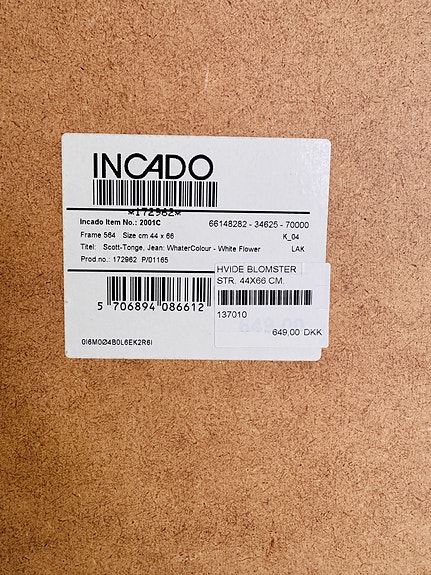 INCADO
*172962*
Incado Item No.: 2001C 66148282 - 34625 - 70000
Frame 564 Size cm 44 x 66 K_04
Titel: Scott-Tonge, Jean: WhaterColour - White Flower LAK
Prod.no.: 172962 P/01165
HVIDE BLOMSTER
STR. 44X66 CM.
5 706894 086612
137010
649,00 DKK
0I6M0Ø4B0L6EK2R6I